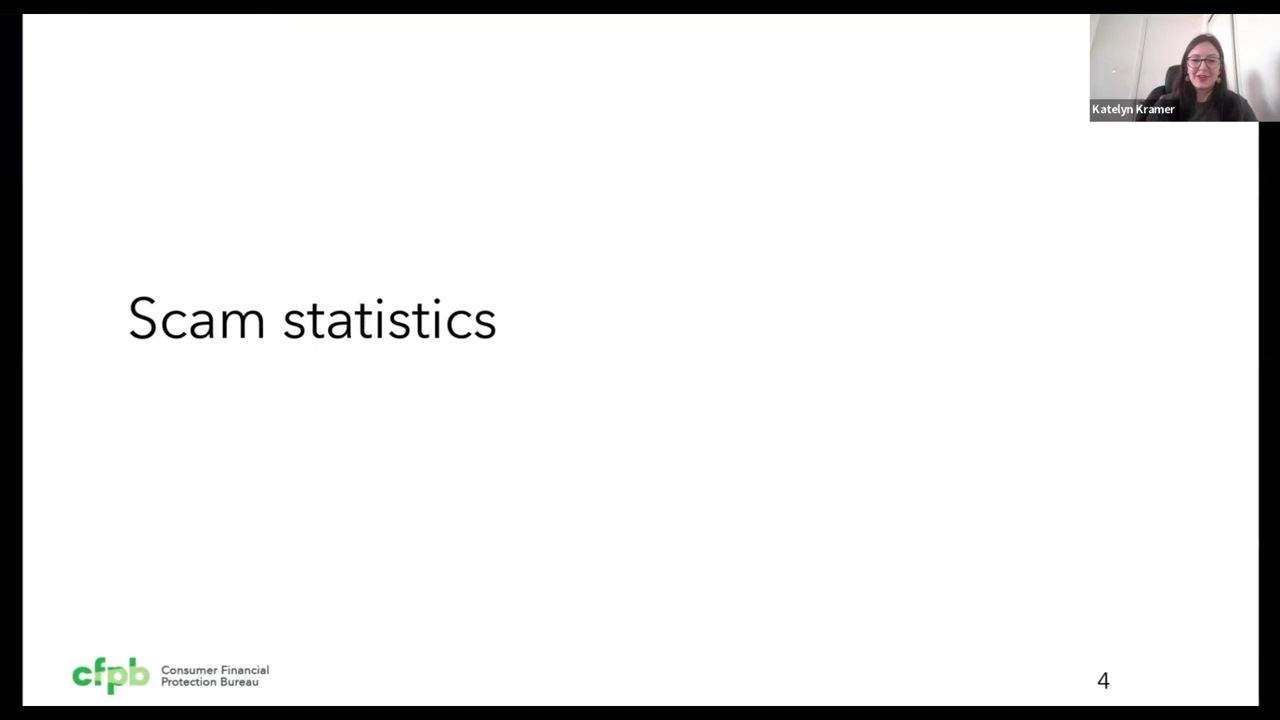 Katelyn Kramer
Scam statistics
cfpb
Consumer Financial
Protection Bureau
4